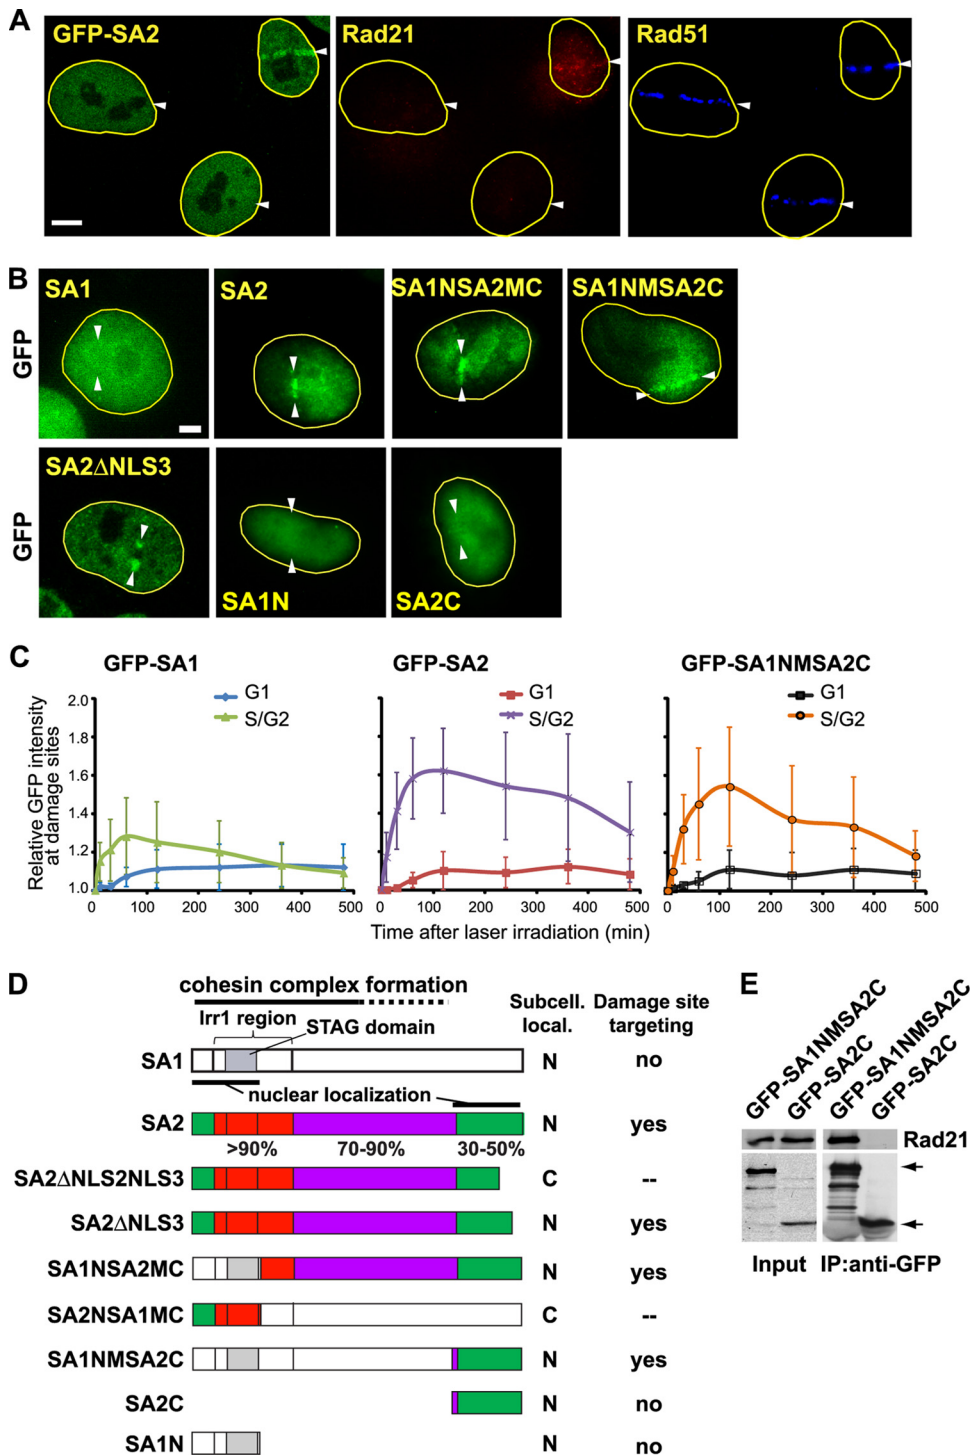 A
GFP-SA2
Rad21
Rad51
B
GFP
SA1
SA2
SA1NSA2MC
SA1NMSA2C
GFP
SA2ΔNLS3
SA1N
SA2C
C
GFP-SA1
GFP-SA2
GFP-SA1NMSA2C
Relative GFP intensity
at damage sites
2.0
1.8
1.6
1.4
1.2
1.0
G1
S/G2
G1
S/G2
G1
S/G2
0 100 200 300 400 500
0 100 200 300 400 500
0 100 200 300 400 500
Time after laser irradiation (min)
D
cohesin complex formation
Irr1 region
STAG domain
Subcell. local.
Damage site targeting
SA1 N no
nuclear localization
SA2 N yes
>90% 70-90% 30-50%
SA2ΔNLS2NLS3 C --
SA2ΔNLS3 N yes
SA1NSA2MC N yes
SA2NSA1MC C --
SA1NMSA2C N yes
SA2C N no
SA1N N no
E
GFP-SA1NMSA2C
GFP-SA2C
GFP-SA1NMSA2C
GFP-SA2C
Rad21
Input IP:anti-GFP